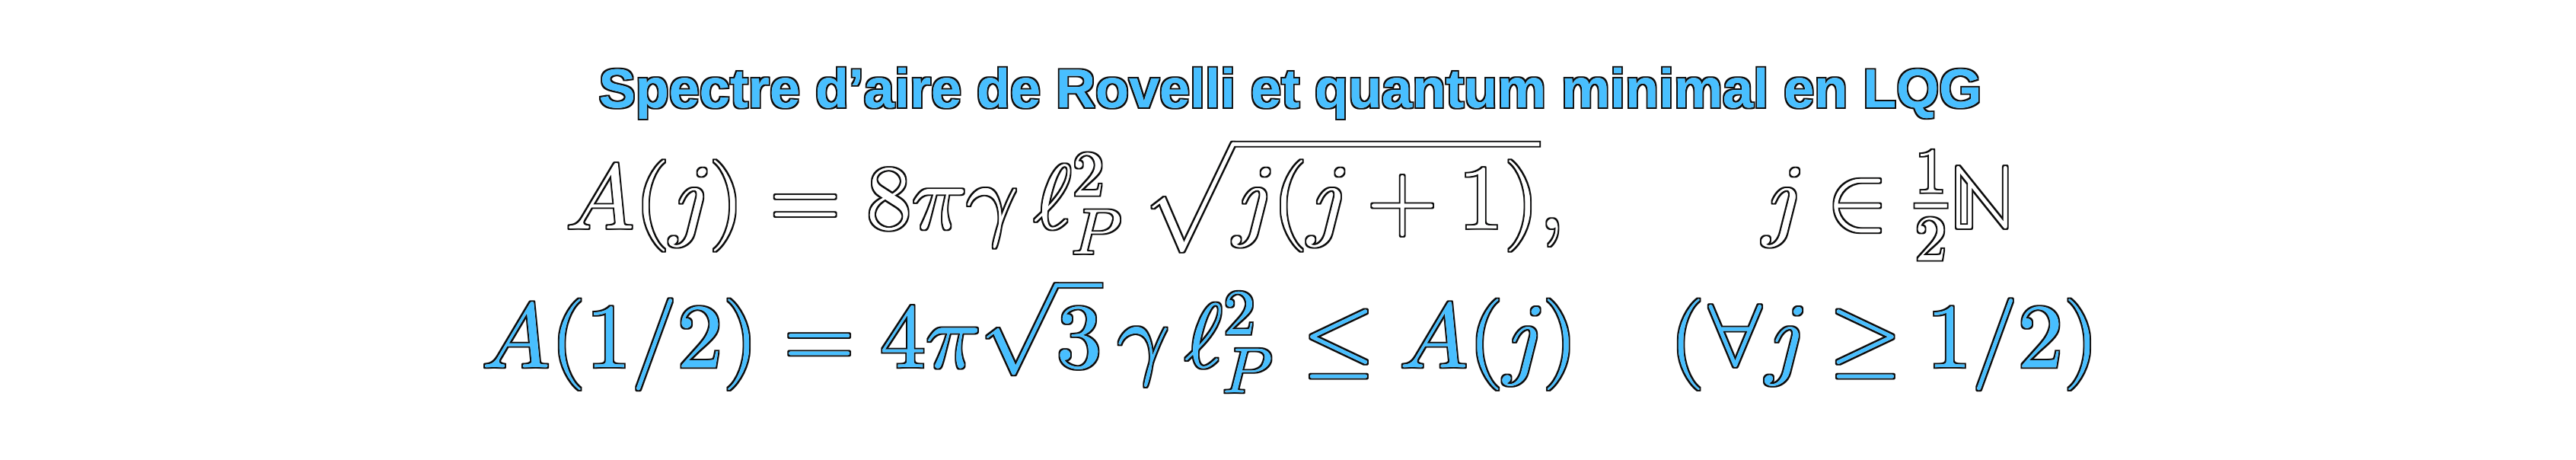 Spectre d’aire de Rovelli et quantum minimal en LQG
A(j) = 8πγ ℓ_P^2 √(j(j + 1)), j ∈ ½ℕ
A(1/2) = 4π√3 γ ℓ_P^2 ≤ A(j) (∀j ≥ 1/2)